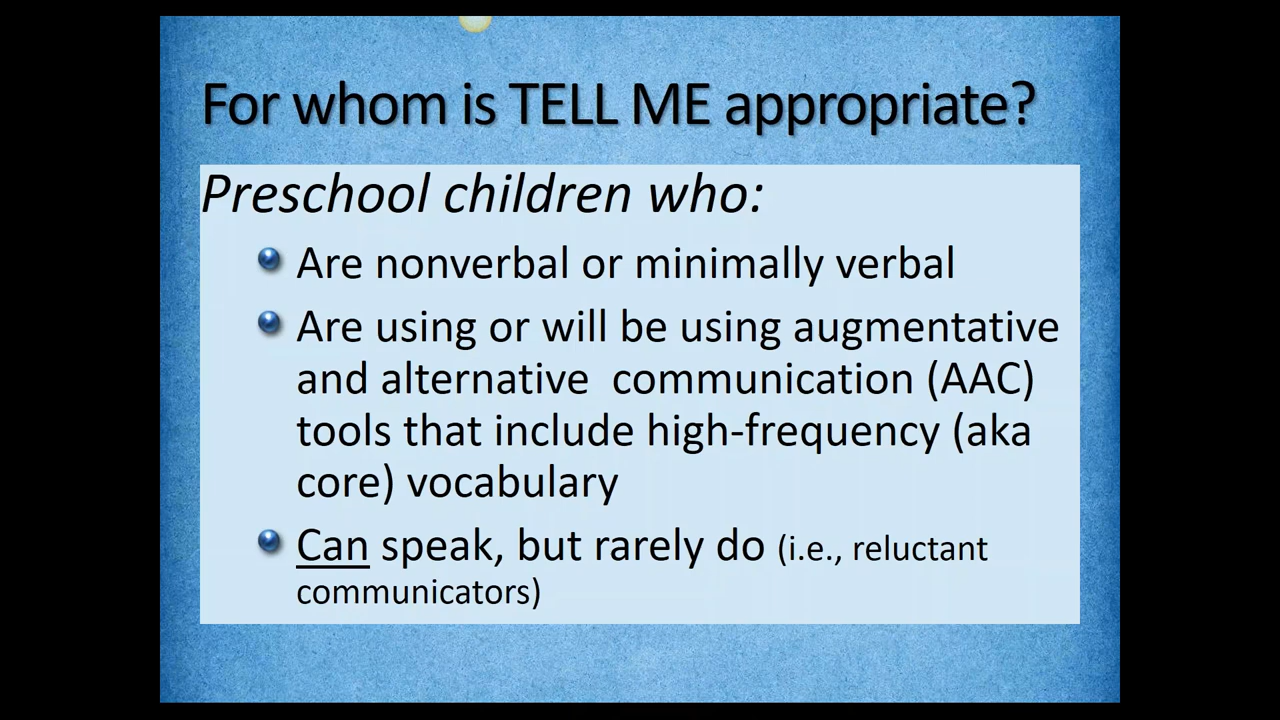 For whom is TELL ME appropriate?
Preschool children who:
Are nonverbal or minimally verbal
Are using or will be using augmentative
and alternative  communication (AAC)
tools that include high-frequency (aka
core) vocabulary
Can speak, but rarely do (i.e., reluctant
communicators)